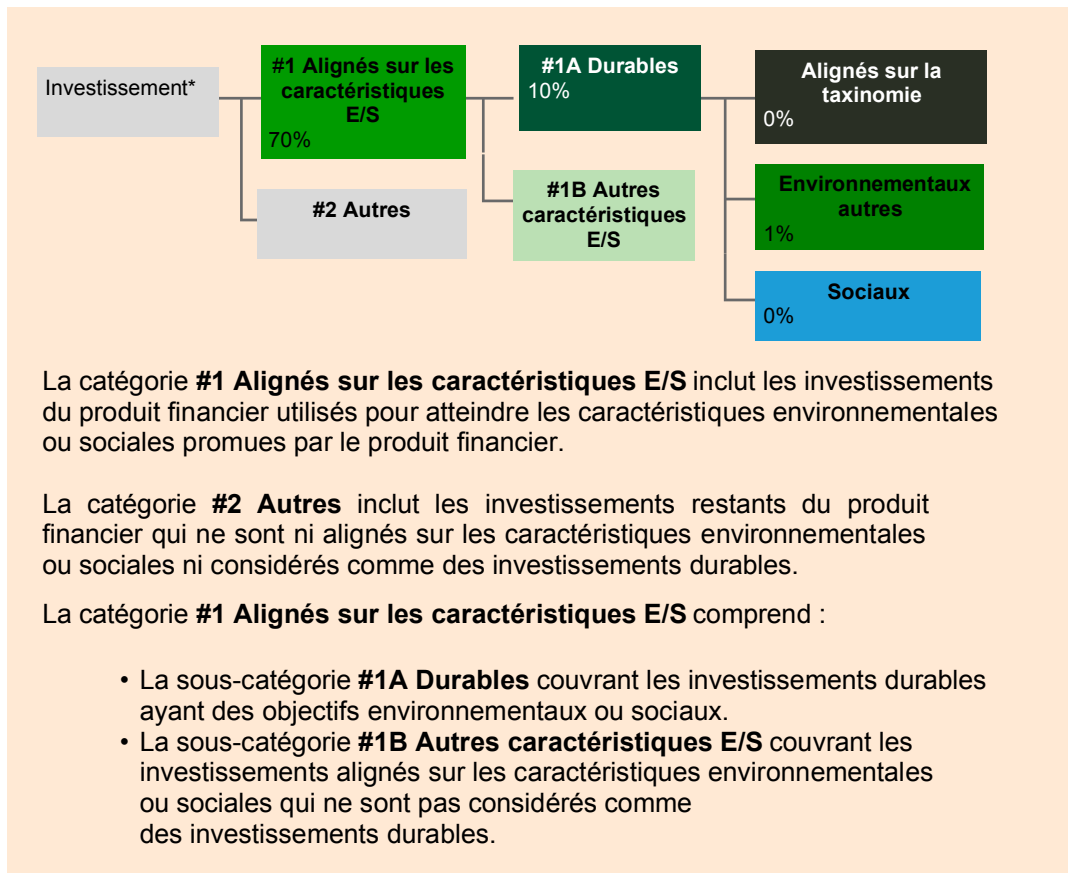 Investissement*
#1 Alignés sur les
caractéristiques
E/S
70%
#2 Autres
#1A Durables
10%
#1B Autres
caractéristiques
E/S
Alignés sur la
taxinomie
0%
Environnementaux
autres
1%
Sociaux
0%
La catégorie #1 Alignés sur les caractéristiques E/S inclut les investissements
du produit financier utilisés pour atteindre les caractéristiques environnementales
ou sociales promues par le produit financier.
La catégorie #2 Autres inclut les investissements restants du produit
financier qui ne sont ni alignés sur les caractéristiques environnementales
ou sociales ni considérés comme des investissements durables.
La catégorie #1 Alignés sur les caractéristiques E/S comprend :
• La sous-catégorie #1A Durables couvrant les investissements durables
ayant des objectifs environnementaux ou sociaux.
• La sous-catégorie #1B Autres caractéristiques E/S couvrant les
investissements alignés sur les caractéristiques environnementales
ou sociales qui ne sont pas considérés comme
des investissements durables.